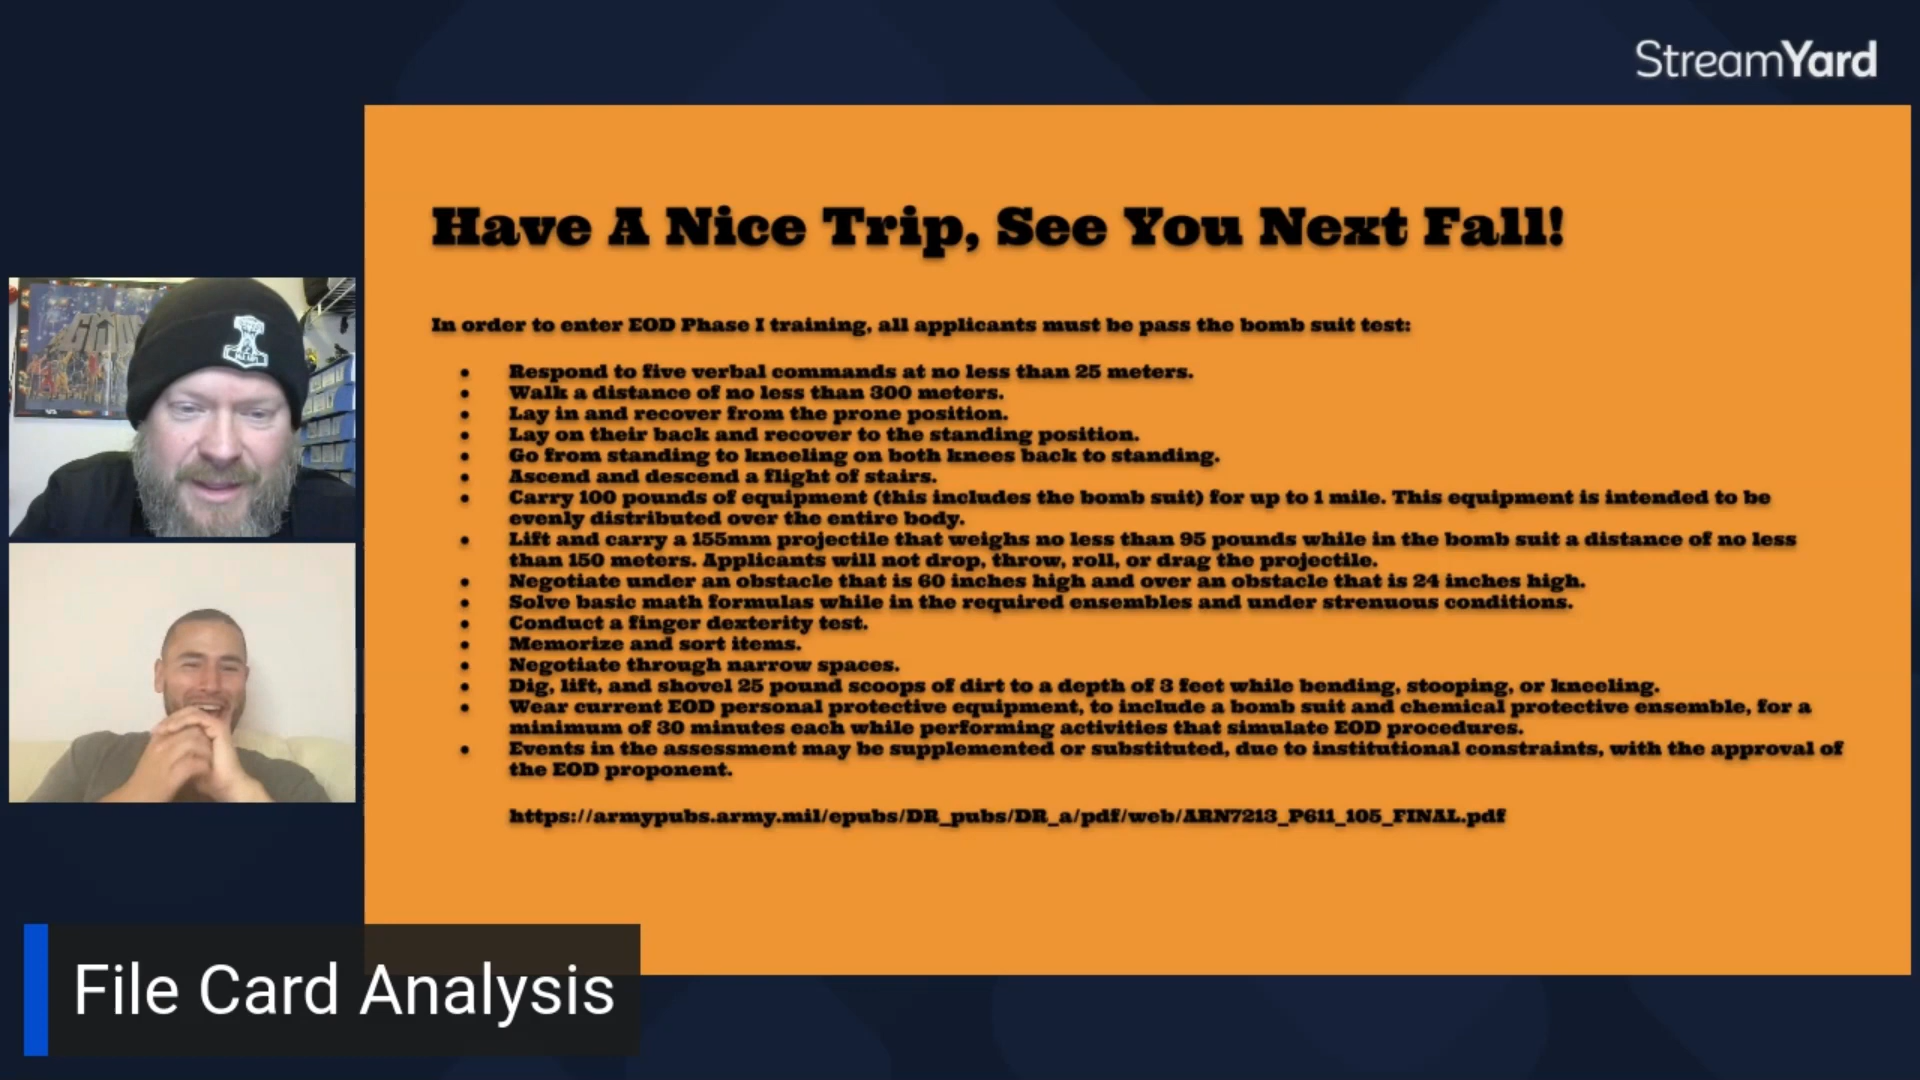 StreamYard
Have A Nice Trip, See You Next Fall!
In order to enter EOD Phase I training, all applicants must be pass the bomb suit test:
• Respond to five verbal commands at no less than 25 meters.
• Walk a distance of no less than 300 meters.
• Lay in and recover from the prone position.
• Lay on their back and recover to the standing position.
• Go from standing to kneeling on both knees back to standing.
• Ascend and descend a flight of stairs.
• Carry 100 pounds of equipment (this includes the bomb suit) for up to 1 mile. This equipment is intended to be
evenly distributed over the entire body.
• Lift and carry a 155mm projectile that weighs no less than 95 pounds while in the bomb suit a distance of no less
than 150 meters. Applicants will not drop, throw, roll, or drag the projectile.
• Negotiate under an obstacle that is 60 inches high and over an obstacle that is 24 inches high.
• Solve basic math formulas while in the required ensembles and under strenuous conditions.
• Conduct a finger dexterity test.
• Memorize and sort items.
• Negotiate through narrow spaces.
• Dig, lift, and shovel 25 pound scoops of dirt to a depth of 3 feet while bending, stooping, or kneeling.
• Wear current EOD personal protective equipment, to include a bomb suit and chemical protective ensemble, for a
minimum of 30 minutes each while performing activities that simulate EOD procedures.
• Events in the assessment may be supplemented or substituted, due to institutional constraints, with the approval of
the EOD proponent.
https://armypubs.army.mil/epubs/DR_pubs/DR_a/pdf/web/ARN7213_P611_105_FINAL.pdf
File Card Analysis